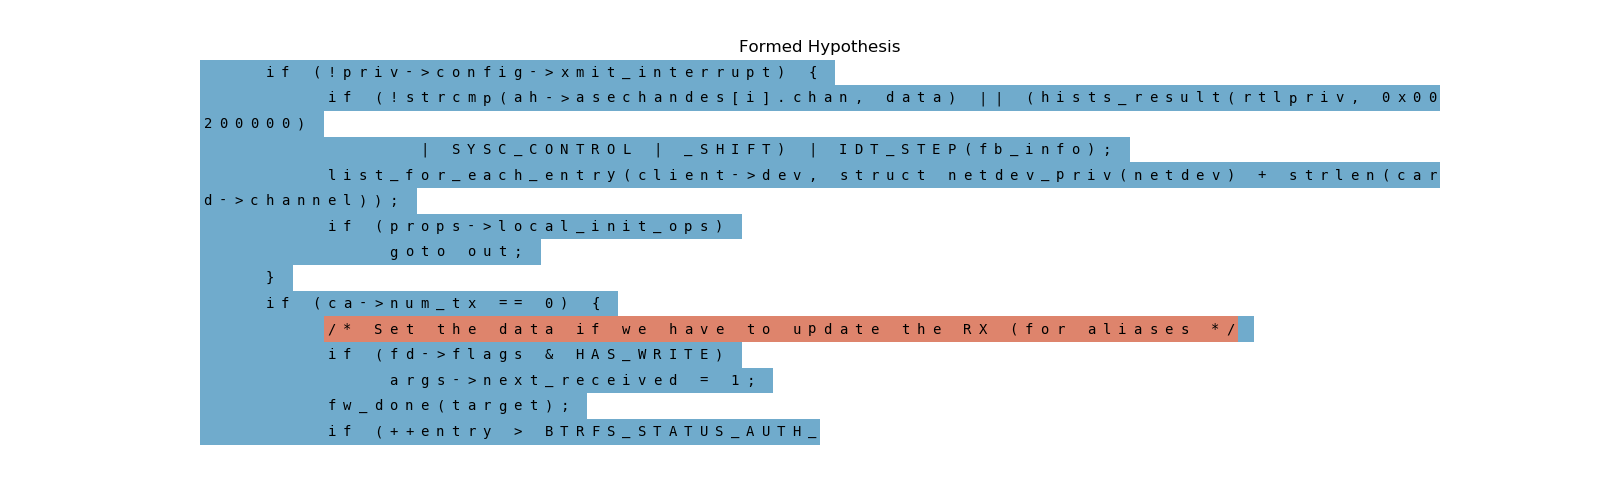 Formed Hypothesis
if (!priv->config->xmit_interrupt) {
if (!strcmp(ah->asechandes[i].chan, data) || (hists_result(rtlpriv, 0x00
200000)
| SYSC_CONTROL | _SHIFT) | IDT_STEP(fb_info);
list_for_each_entry(client->dev, struct netdev_priv(netdev) + strlen(car
d->channel));
if (props->local_init_ops)
goto out;
}
if (ca->num_tx == 0) {
/* Set the data if we have to update the RX (for aliases */
if (fd->flags & HAS_WRITE)
args->next_received = 1;
fw_done(target);
if (++entry > BTRFS_STATUS_AUTH_